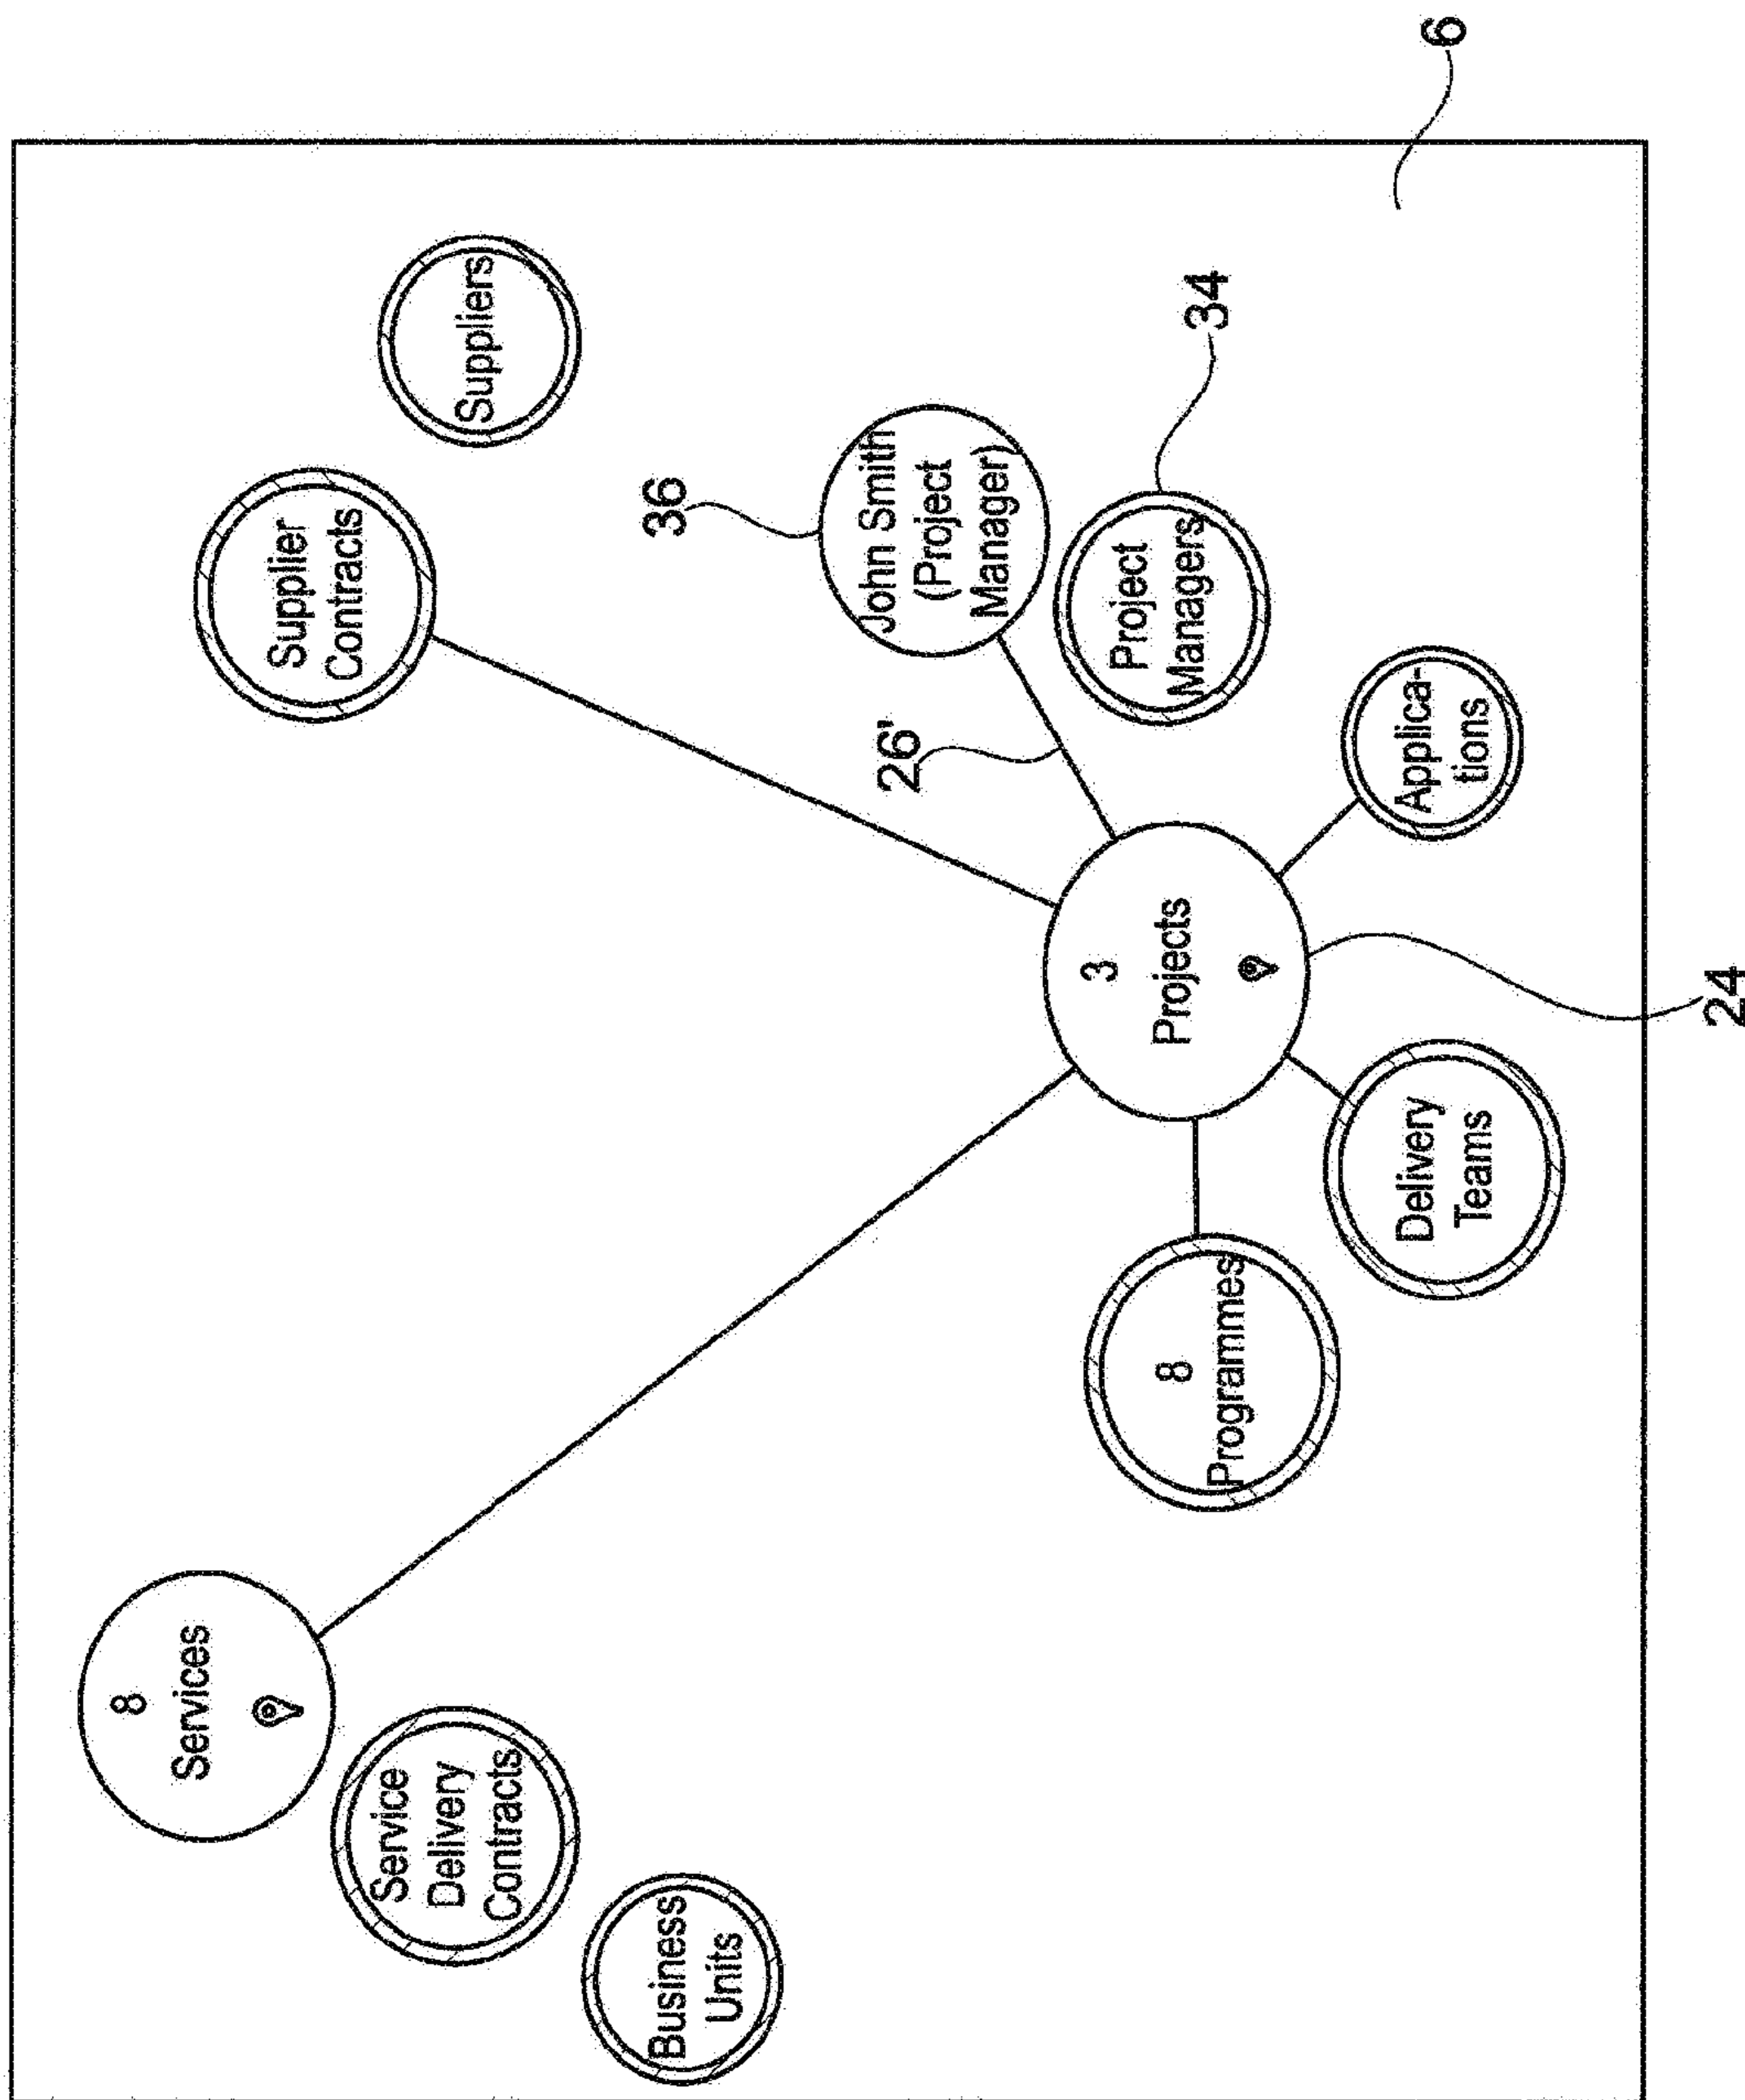 8
Services
Service
Delivery
Contracts
Business
Units
Supplier
Contracts
Suppliers
36
John Smith
(Project
Manager)
26'
Project
Managers
34
3
Projects
8
Programmes
Delivery
Teams
Applica-
tions
24
6